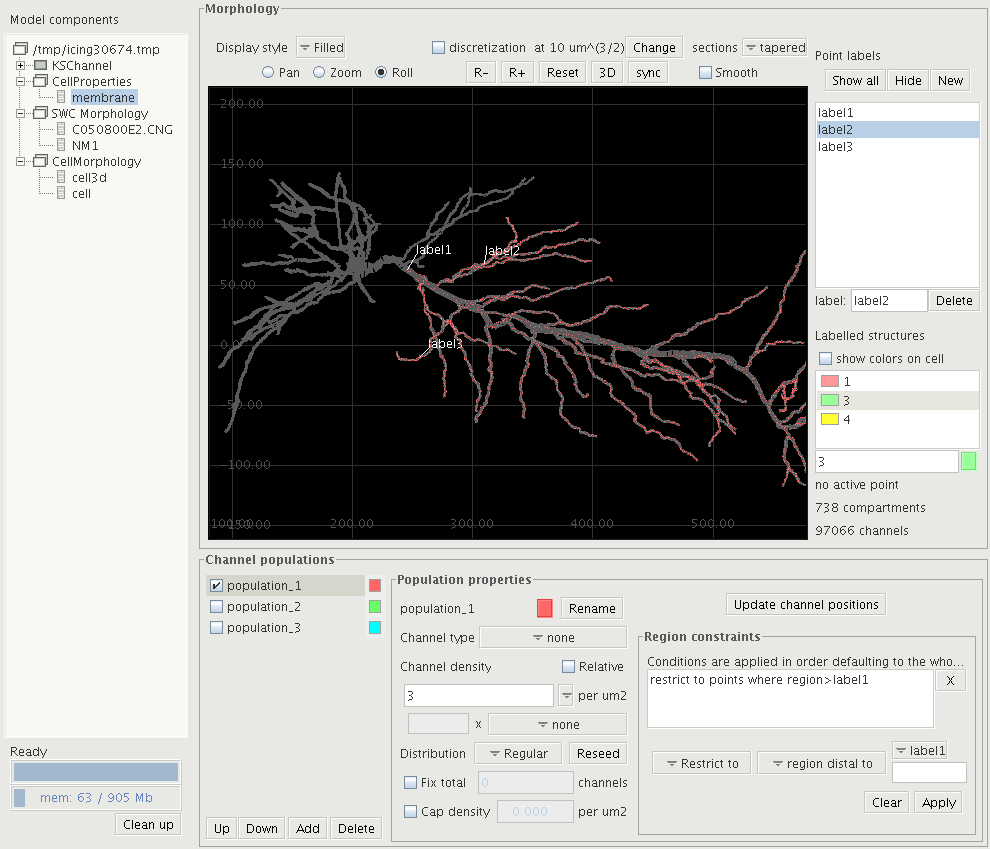 Model components
/tmp/icing30674.tmp
KSChannel
CellProperties
membrane
SWC Morphology
C050800E2.CNG
NM1
CellMorphology
cell3d
cell
Ready
mem: 63 / 905 Mb
Clean up
Morphology
Display style Filled discretization at 10 um^(3/2) Change sections tapered
Pan Zoom Roll R- R+ Reset 3D sync Smooth
200.00
150.00
100.00
50.00
0.00
-50.00
-100.00
200.00 300.00 400.00 500.00
label1
label2
label3
Point labels
Show all Hide New
label1
label2
label3
label: label2 Delete
Labelled structures
show colors on cell
1
3
4
3
no active point
738 compartments
97066 channels
Channel populations
population_1
population_2
population_3
Up Down Add Delete
Population properties
population_1 Rename
Channel type none
Channel density Relative
3 per um2
x none
Distribution Regular Reseed
Fix total 0 channels
Cap density 0.000 per um2
Update channel positions
Region constraints
Conditions are applied in order defaulting to the who...
restrict to points where region>label1 X
Restrict to region distal to label1
Clear Apply